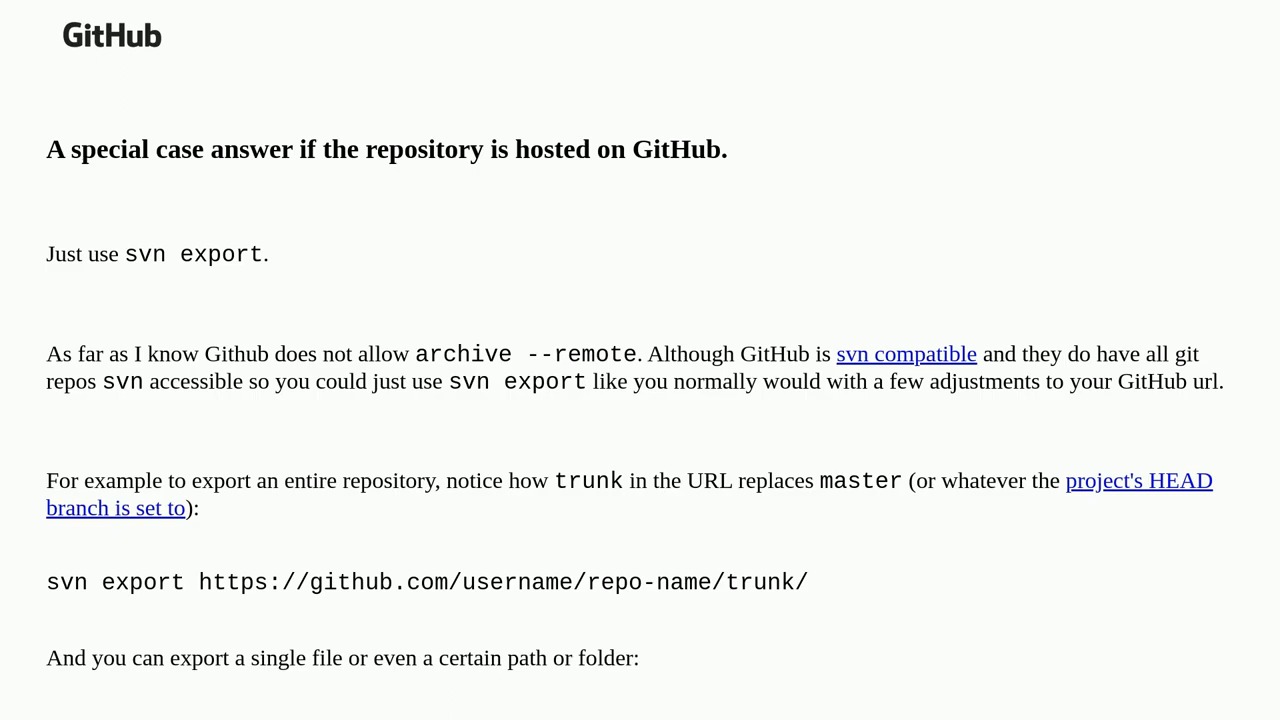 GitHub
A special case answer if the repository is hosted on GitHub.
Just use svn export.
As far as I know Github does not allow archive --remote. Although GitHub is svn compatible and they do have all git
repos svn accessible so you could just use svn export like you normally would with a few adjustments to your GitHub url.
For example to export an entire repository, notice how trunk in the URL replaces master (or whatever the project's HEAD
branch is set to):
svn export https://github.com/username/repo-name/trunk/
And you can export a single file or even a certain path or folder: